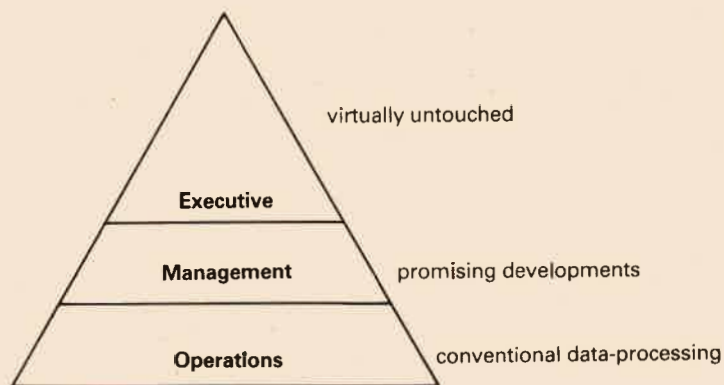 virtually untouched
Executive
Management promising developments
Operations conventional data-processing